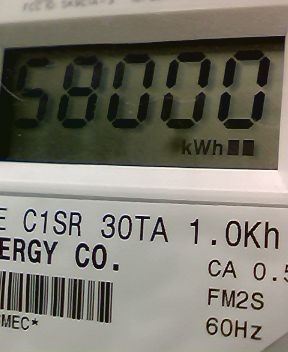 58000
kWh
E C1SR 30TA 1.0Kh
ERGY CO.
CA 0.5
FM2S
MEC*
60Hz